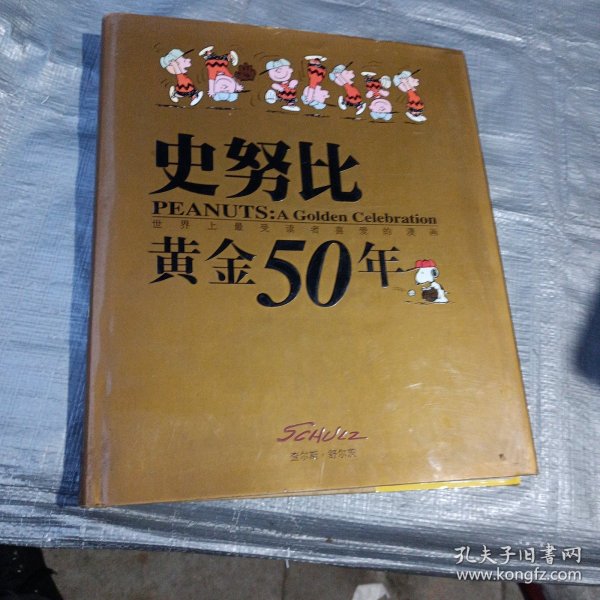 史努比
PEANUTS: A Golden Celebration
世界上最受读者喜爱的漫画
黄金50年
SCHULZ
查尔斯·舒尔茨
孔夫子旧书网
www.kongfz.com